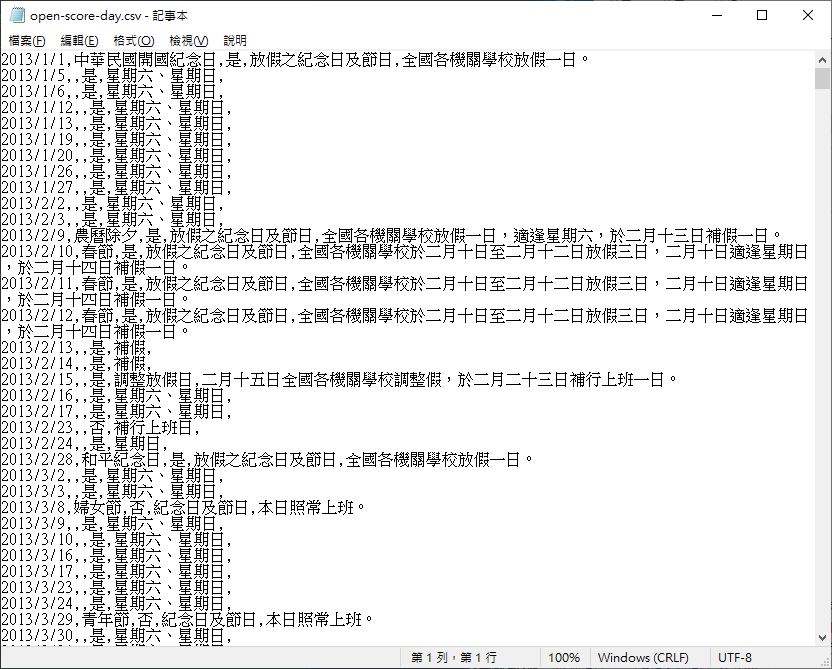 open-score-day.csv - 記事本
檔案(F) 編輯(E) 格式(O) 檢視(V) 說明
2013/1/1,中華民國開國紀念日,是,放假之紀念日及節日,全國各機關學校放假一日。
2013/1/5,,是,星期六、星期日,
2013/1/6,,是,星期六、星期日,
2013/1/12,,是,星期六、星期日,
2013/1/13,,是,星期六、星期日,
2013/1/19,,是,星期六、星期日,
2013/1/20,,是,星期六、星期日,
2013/1/26,,是,星期六、星期日,
2013/1/27,,是,星期六、星期日,
2013/2/2,,是,星期六、星期日,
2013/2/3,,是,星期六、星期日,
2013/2/9,農曆除夕,是,放假之紀念日及節日,全國各機關學校放假一日，適逢星期六，於二月十三日補假一日。
2013/2/10,春節,是,放假之紀念日及節日,全國各機關學校於二月十日至二月十二日放假三日，二月十日適逢星期日
，於二月十四日補假一日。
2013/2/11,春節,是,放假之紀念日及節日,全國各機關學校於二月十日至二月十二日放假三日，二月十日適逢星期日
，於二月十四日補假一日。
2013/2/12,春節,是,放假之紀念日及節日,全國各機關學校於二月十日至二月十二日放假三日，二月十日適逢星期日
，於二月十四日補假一日。
2013/2/13,,是,補假,
2013/2/14,,是,補假,
2013/2/15,,是,調整放假日,二月十五日全國各機關學校調整假，於二月二十三日補行上班一日。
2013/2/16,,是,星期六、星期日,
2013/2/17,,是,星期六、星期日,
2013/2/23,,否,補行上班日,
2013/2/24,,是,星期日,
2013/2/28,和平紀念日,是,放假之紀念日及節日,全國各機關學校放假一日。
2013/3/2,,是,星期六、星期日,
2013/3/3,,是,星期六、星期日,
2013/3/8,婦女節,否,紀念日及節日,本日照常上班。
2013/3/9,,是,星期六、星期日,
2013/3/10,,是,星期六、星期日,
2013/3/16,,是,星期六、星期日,
2013/3/17,,是,星期六、星期日,
2013/3/23,,是,星期六、星期日,
2013/3/24,,是,星期六、星期日,
2013/3/29,青年節,否,紀念日及節日,本日照常上班。
2013/3/30,,是,星期六、星期日,
第 1 列，第 1 行 100% Windows (CRLF) UTF-8